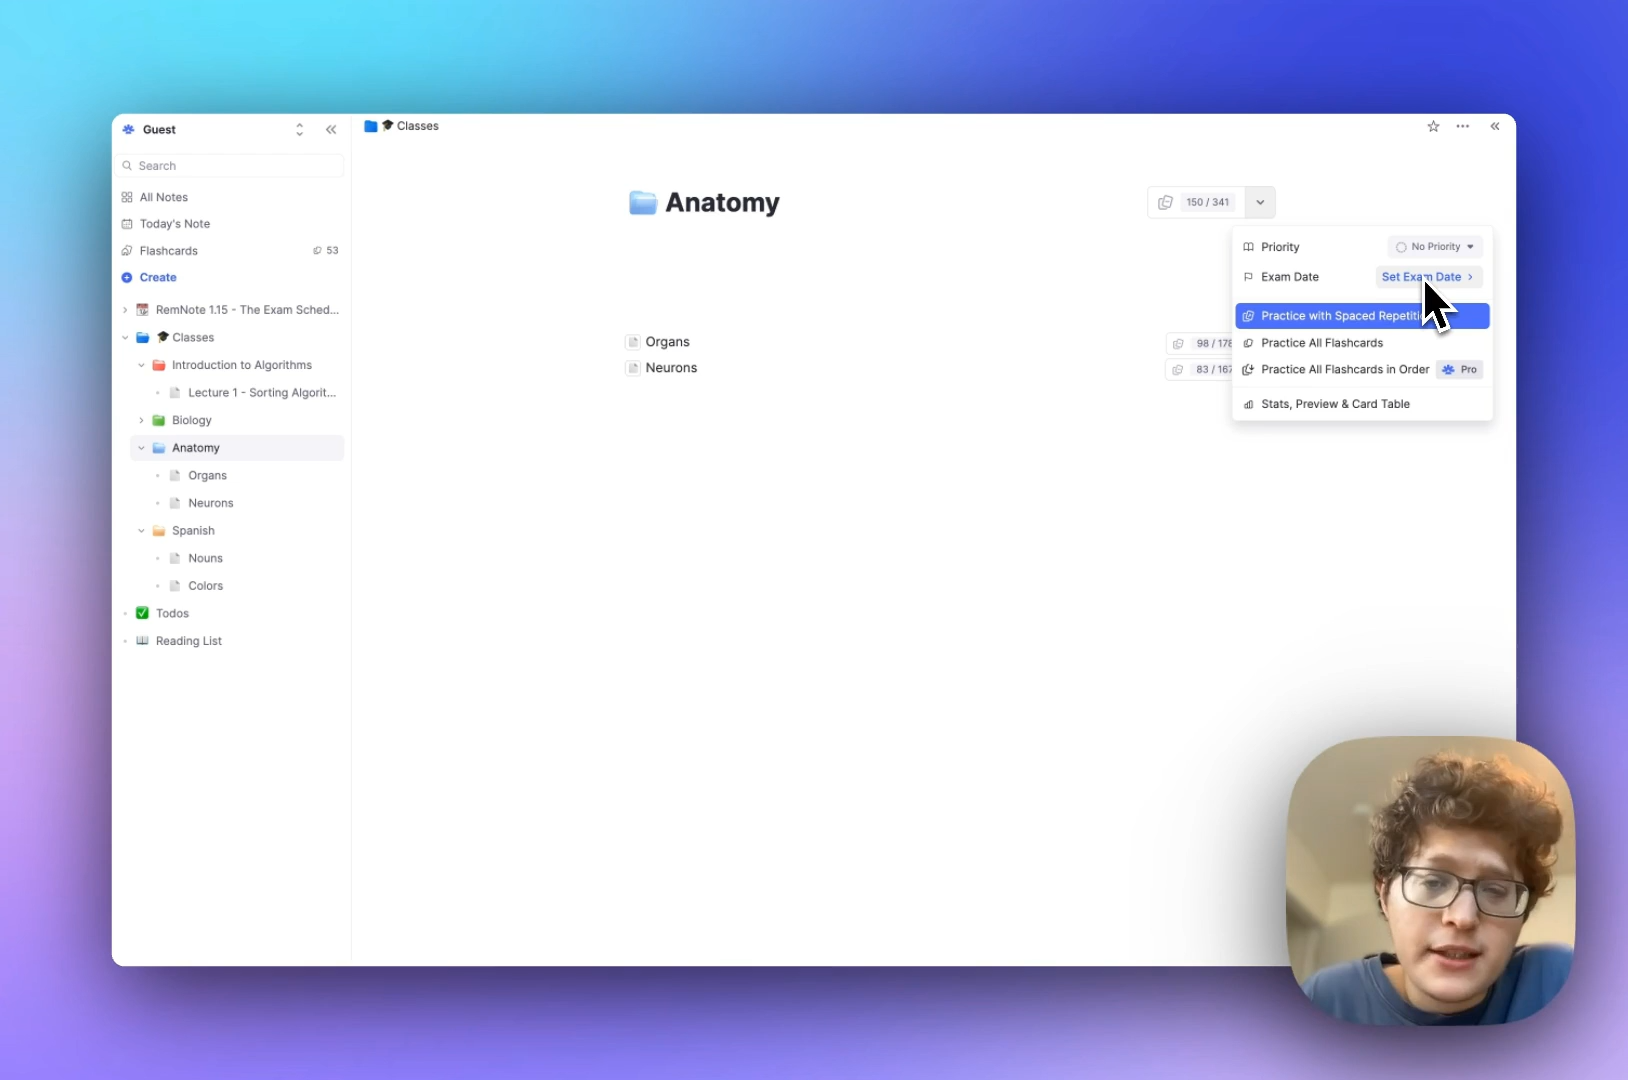 Guest
Search
All Notes
Today's Note
Flashcards 53
Create
RemNote 1.15 - The Exam Sched...
Classes
Introduction to Algorithms
Lecture 1 - Sorting Algorit...
Biology
Anatomy
Organs
Neurons
Spanish
Nouns
Colors
Todos
Reading List
Classes
Anatomy
150 / 341
Organs 98 / 178
Neurons 83 / 167
Priority No Priority
Exam Date Set Exam Date
Practice with Spaced Repetiti
Practice All Flashcards
Practice All Flashcards in Order Pro
Stats, Preview & Card Table